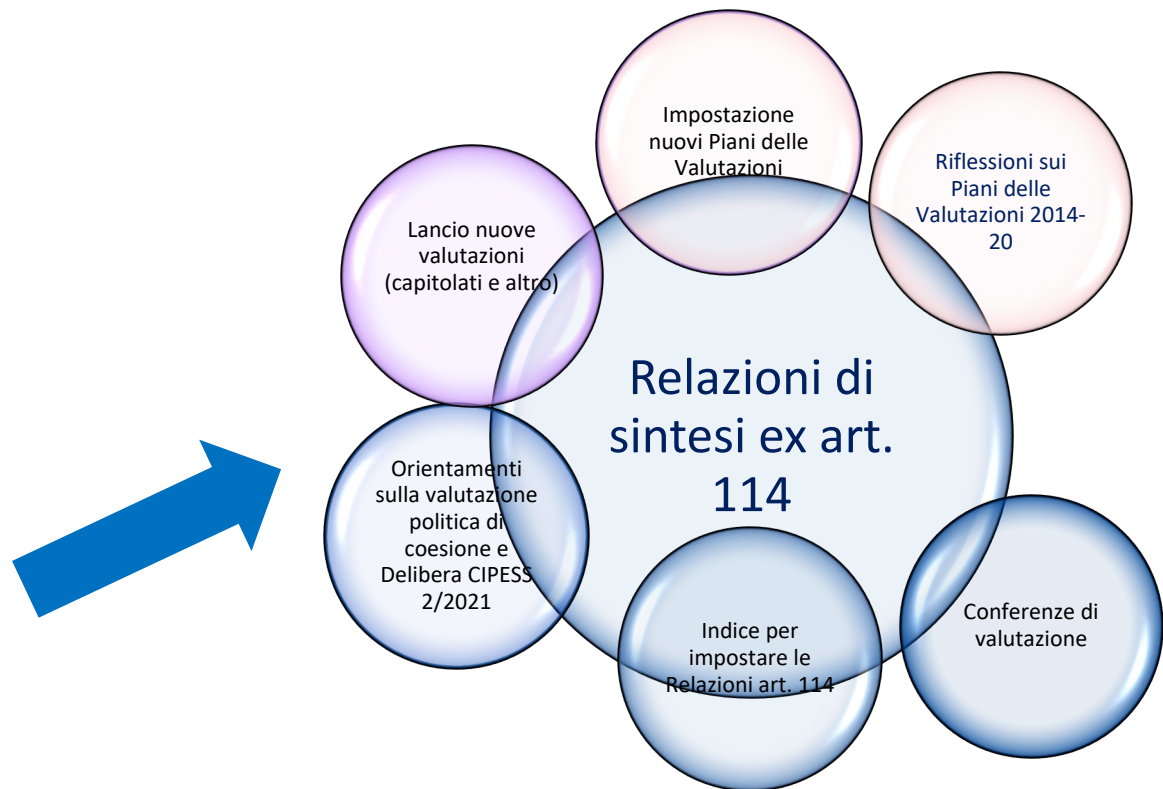 Impostazione
nuovi Piani delle
Valutazioni
Riflessioni sui
Piani delle
Valutazioni 2014-
20
Lancio nuove
valutazioni
(capitolati e altro)
Relazioni di
sintesi ex art.
114
Orientamenti
sulla valutazione
politica di
coesione e
Delibera CIPESS
2/2021
Indice per
impostare le
Relazioni art. 114
Conferenze di
valutazione